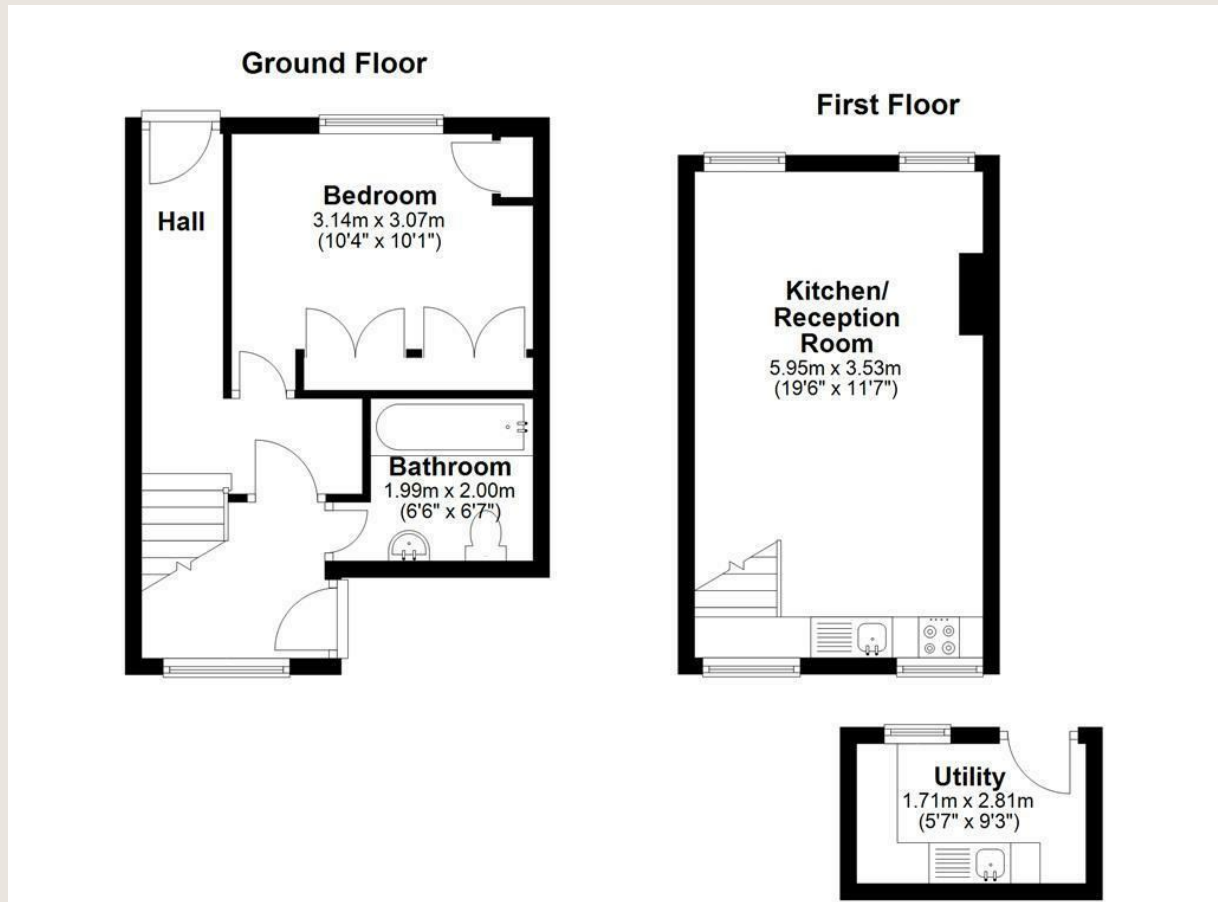 Ground Floor
Hall
Bedroom
3.14m x 3.07m
(10'4" x 10'1")
Bathroom
1.99m x 2.00m
(6'6" x 6'7")
First Floor
Kitchen/
Reception
Room
5.95m x 3.53m
(19'6" x 11'7")
Utility
1.71m x 2.81m
(5'7" x 9'3")